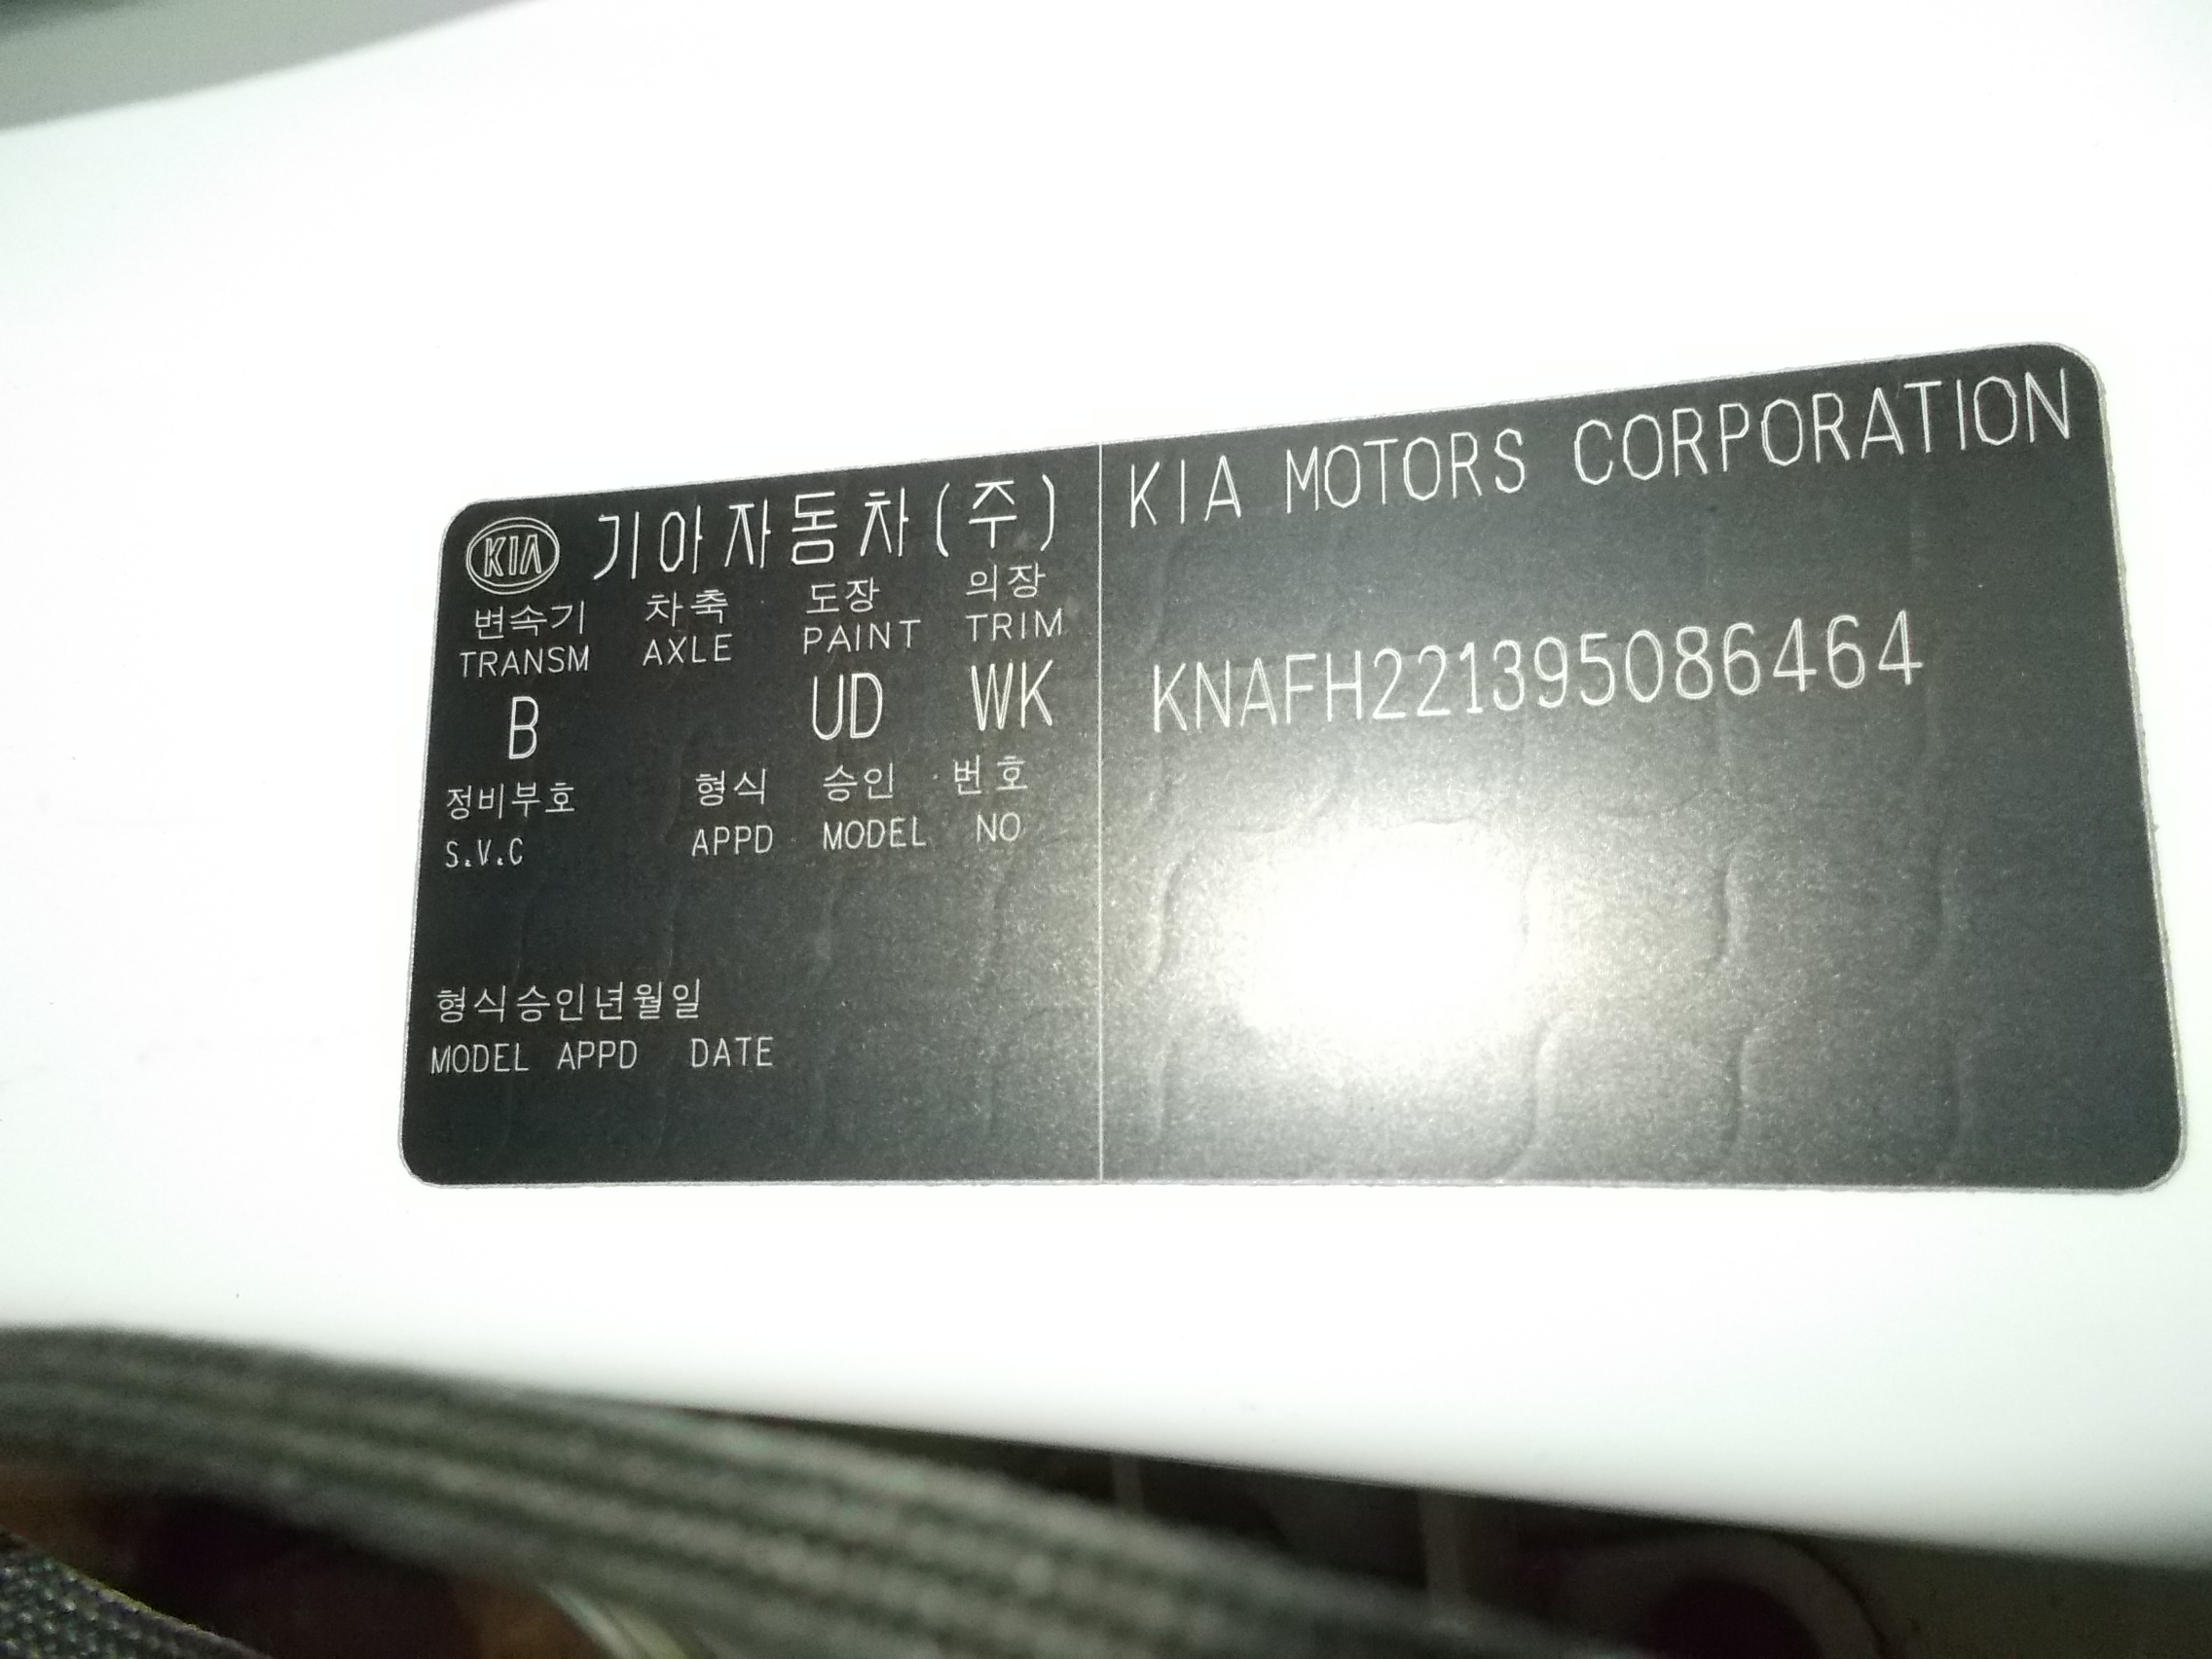 KIA 기아자동차(주)
변속기 차축 도장 의장
TRANSM AXLE PAINT TRIM
B UD WK
정비부호 형식 승인 번호
S.V.C APPD MODEL NO
형식승인년월일
MODEL APPD DATE
KIA MOTORS CORPORATION
KNAFH221395086464